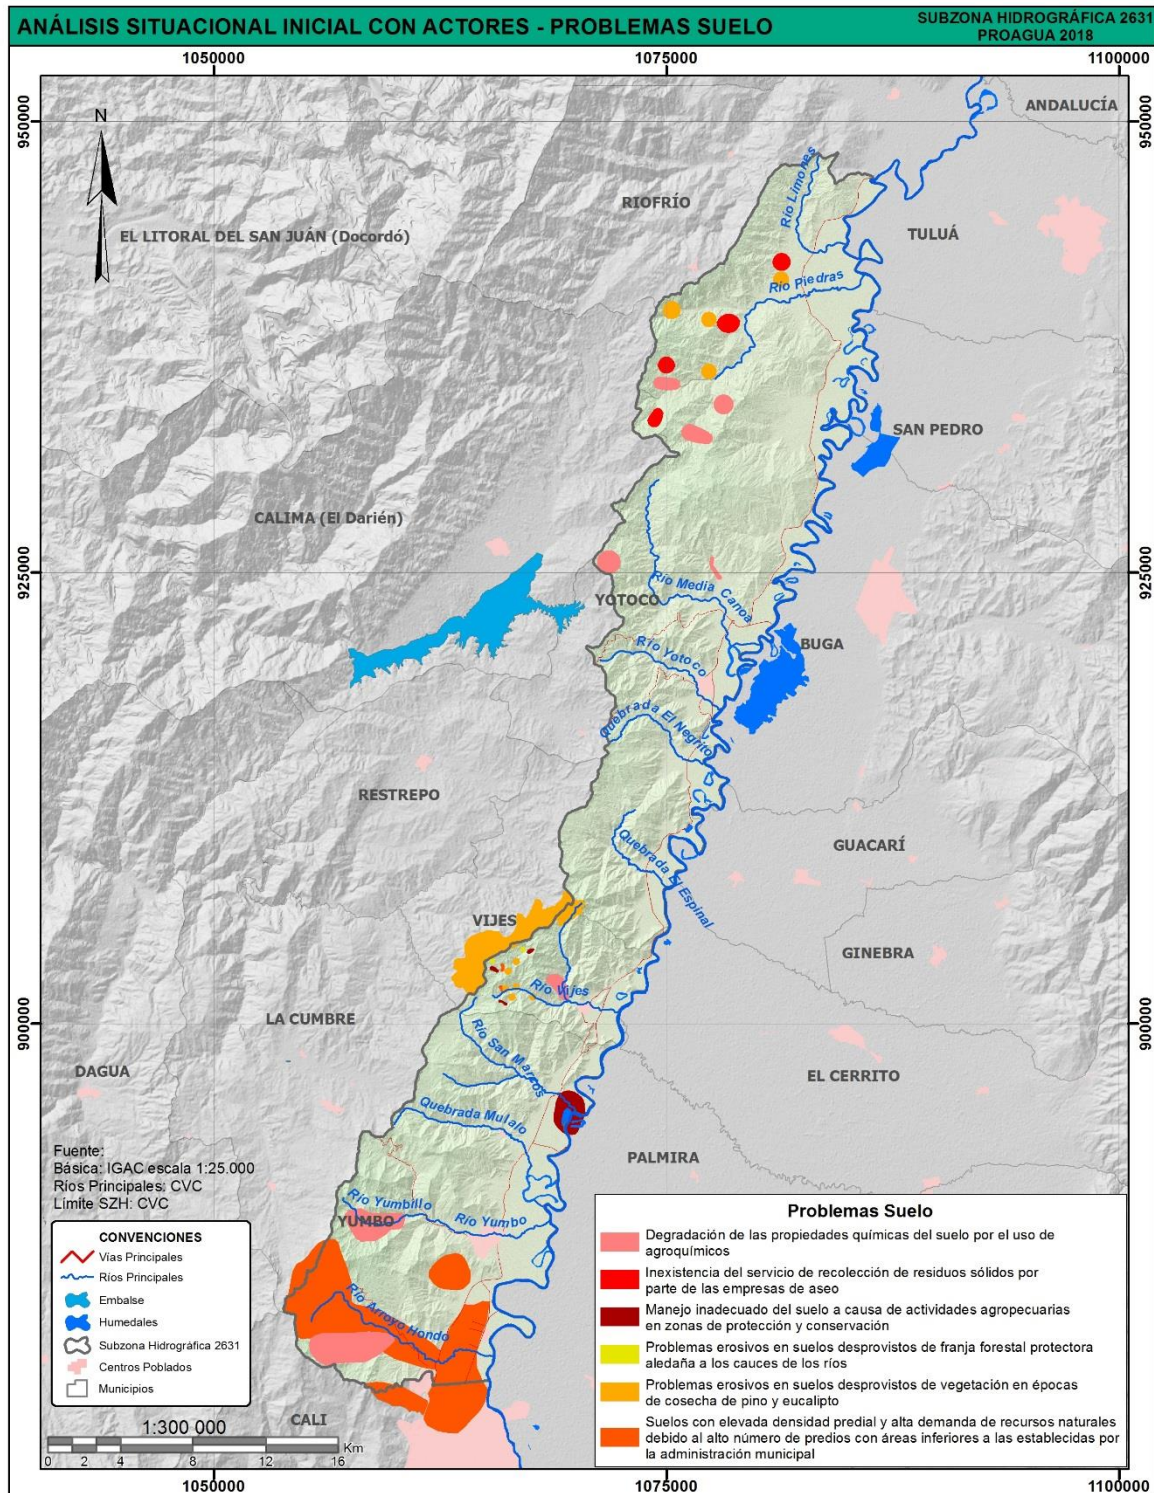 ANÁLISIS SITUACIONAL INICIAL CON ACTORES - PROBLEMAS SUELO
SUBZONA HIDROGRÁFICA 2631
PROAGUA 2018
1050000
1075000
1100000
950000
950000
N
ANDALUCÍA
Río Limones
RIOFRÍO
TULUÁ
EL LITORAL DEL SAN JUÁN (Docordó)
Río Piedras
SAN PEDRO
CALIMA (El Darién)
925000
925000
Río Media Canoa
YOTOCO
BUGA
Río Yotoco
Quebrada El Negrito
RESTREPO
GUACARÍ
Quebrada El Espinal
VIJES
GINEBRA
Río Vijes
900000
900000
LA CUMBRE
Río San Marcos
DAGUA
EL CERRITO
Quebrada Mulalo
PALMIRA
Fuente:
Básica: IGAC escala 1:25.000
Ríos Principales: CVC
Límite SZH: CVC
Río Yumbillo
YUMBO
Río Yumbo
Río Arroyo Hondo
CALI
CONVENCIONES
Vías Principales
Ríos Principales
Embalse
Humedales
Subzona Hidrográfica 2631
Centros Poblados
Municipios
1:300 000
Km
0 2 4 8 12 16
Problemas Suelo
Degradación de las propiedades químicas del suelo por el uso de
agroquímicos
Inexistencia del servicio de recolección de residuos sólidos por
parte de las empresas de aseo
Manejo inadecuado del suelo a causa de actividades agropecuarias
en zonas de protección y conservación
Problemas erosivos en suelos desprovistos de franja forestal protectora
aledaña a los cauces de los ríos
Problemas erosivos en suelos desprovistos de vegetación en épocas
de cosecha de pino y eucalipto
Suelos con elevada densidad predial y alta demanda de recursos naturales
debido al alto número de predios con áreas inferiores a las establecidas por
la administración municipal
1050000
1075000
1100000